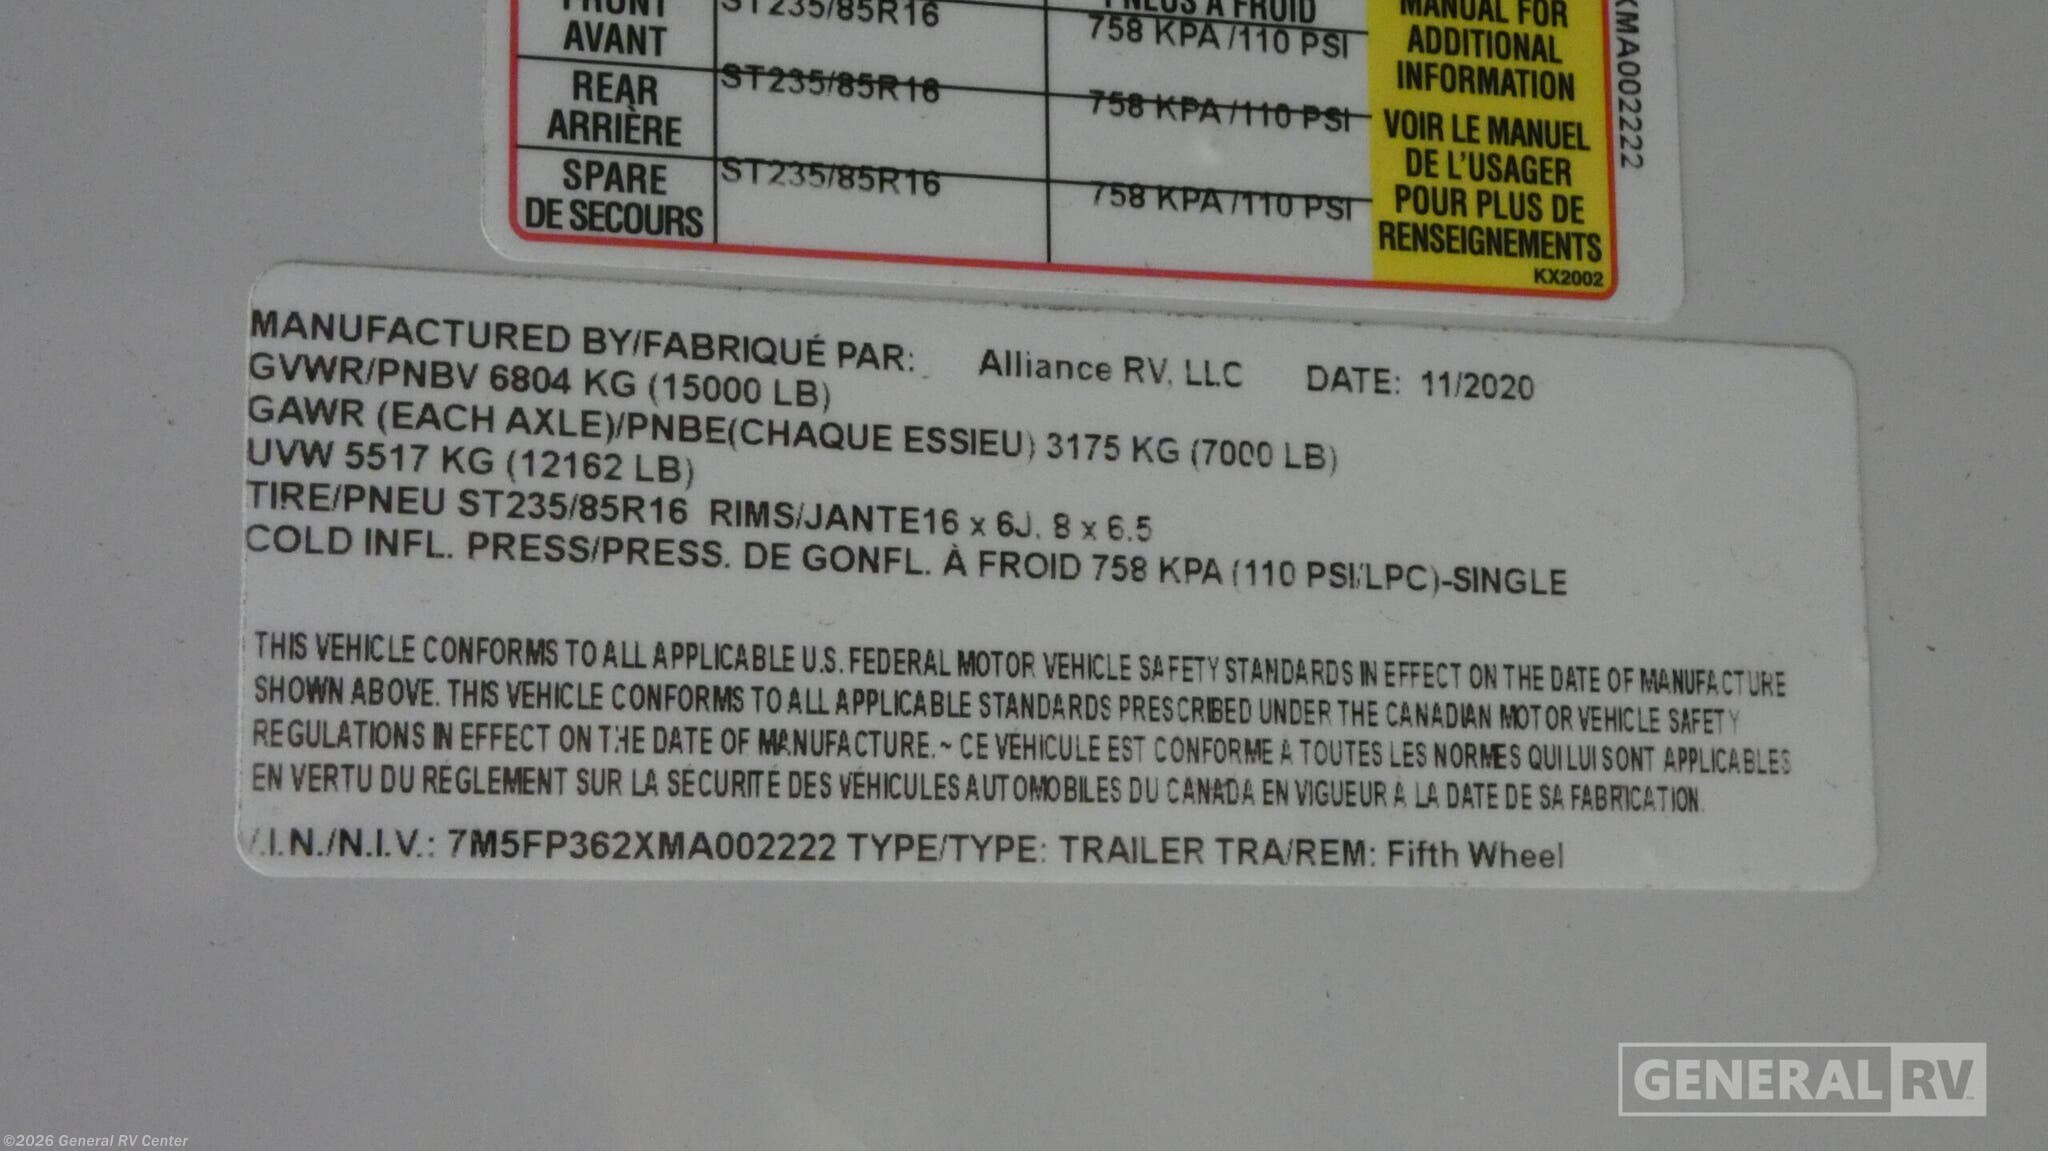 FRONT
AVANT
ST235/85R16
PNEUS À FROID
758 KPA /110 PSI
REAR
ARRIÈRE
ST235/85R16
758 KPA /110 PSI
SPARE
DE SECOURS
ST235/85R16
758 KPA /110 PSI
MANUAL FOR
ADDITIONAL
INFORMATION
VOIR LE MANUEL
DE L'USAGER
POUR PLUS DE
RENSEIGNEMENTS
KX2002
XMA002222
MANUFACTURED BY/FABRIQUÉ PAR: Alliance RV, LLC DATE: 11/2020
GVWR/PNBV 6804 KG (15000 LB)
GAWR (EACH AXLE)/PNBE(CHAQUE ESSIEU) 3175 KG (7000 LB)
UVW 5517 KG (12162 LB)
TIRE/PNEU ST235/85R16 RIMS/JANTE16 x 6J. 8 x 6.5
COLD INFL. PRESS/PRESS. DE GONFL. À FROID 758 KPA (110 PSI/LPC)-SINGLE
THIS VEHICLE CONFORMS TO ALL APPLICABLE U.S. FEDERAL MOTOR VEHICLE SAFETY STANDARDS IN EFFECT ON THE DATE OF MANUFACTURE
SHOWN ABOVE. THIS VEHICLE CONFORMS TO ALL APPLICABLE STANDARDS PRESCRIBED UNDER THE CANADIAN MOTOR VEHICLE SAFETY
REGULATIONS IN EFFECT ON THE DATE OF MANUFACTURE. ~ CE VÉHICULE EST CONFORME À TOUTES LES NORMES QUI LUI SONT APPLICABLES
EN VERTU DU RÉGLEMENT SUR LA SÉCURITÉ DES VÉHICULES AUTOMOBILES DU CANADA EN VIGUEUR À LA DATE DE SA FABRICATION.
V.I.N./N.I.V.: 7M5FP362XMA002222 TYPE/TYPE: TRAILER TRA/REM: Fifth Wheel
GENERAL RV
©2026 General RV Center